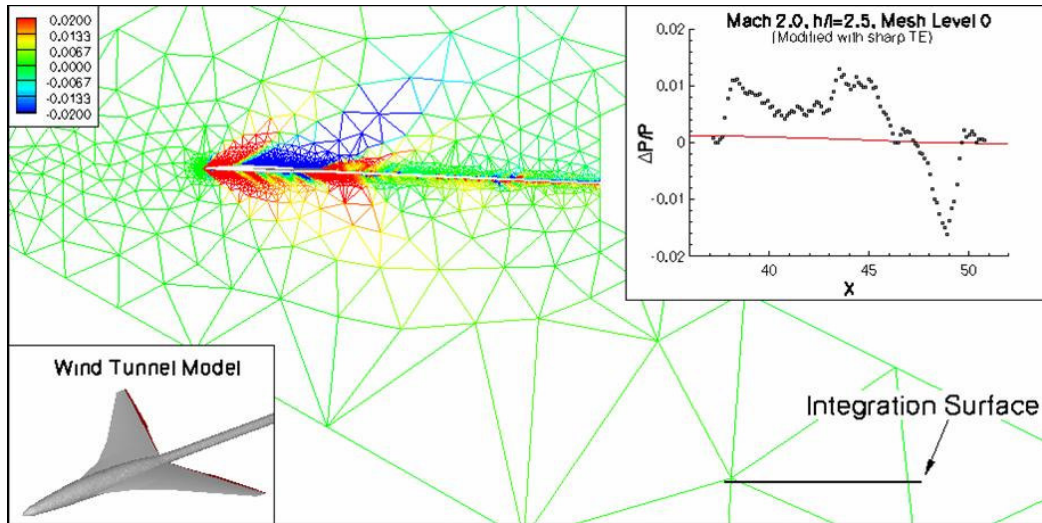 0.0200
0.0133
0.0067
0.0000
-0.0067
-0.0133
-0.0200
Mach 2.0, h/l=2.5, Mesh Level 0
(Modified with sharp TE)
0.02
0.01
0
-0.01
-0.02
ΔP/P
40 45 50
X
Wind Tunnel Model
Integration Surface